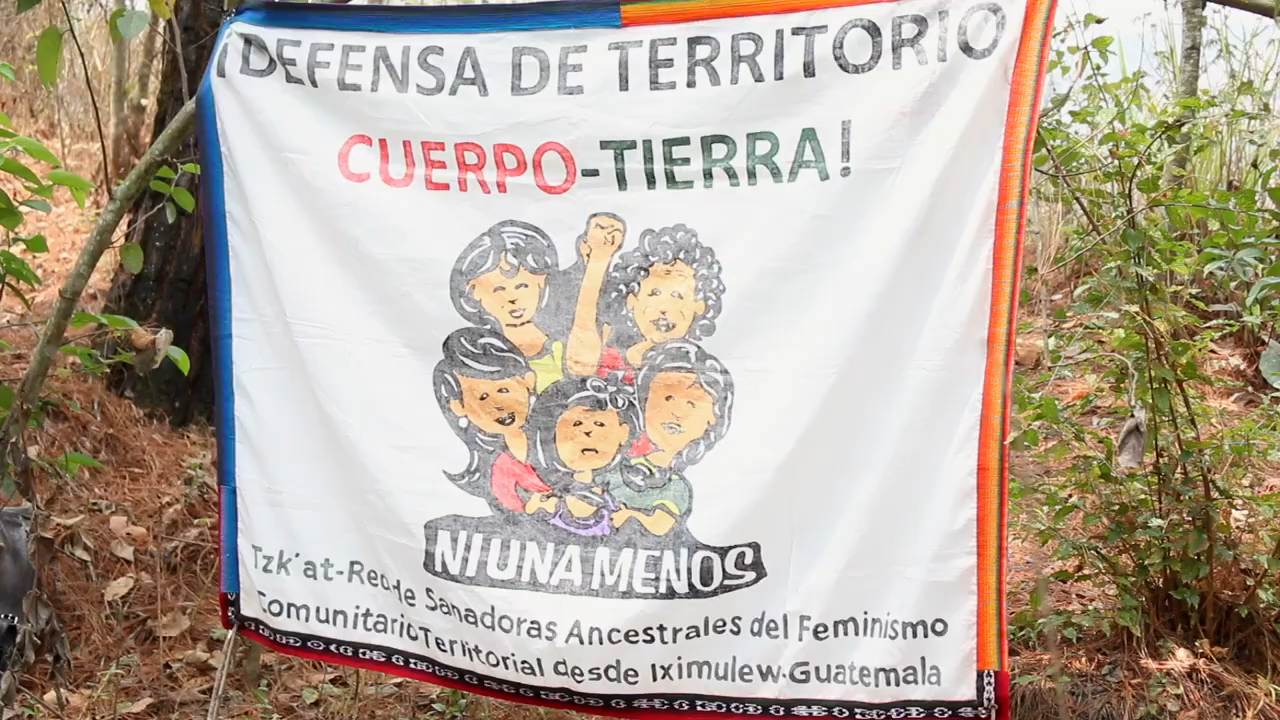 ¡DEFENSA DE TERRITORIO
CUERPO-TIERRA!
NI UNA MENOS
Tzk'at-Red de Sanadoras Ancestrales del Feminismo
Comunitario Territorial desde Iximulew-Guatemala